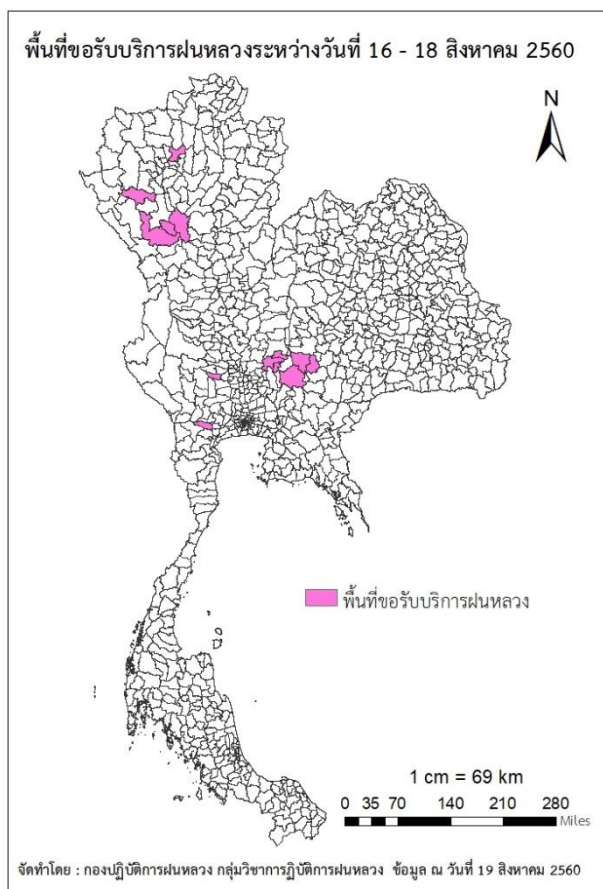 พื้นที่ขอรับบริการฝนหลวงระหว่างวันที่ 16 - 18 สิงหาคม 2560
N
พื้นที่ขอรับบริการฝนหลวง
1 cm = 69 km
0 35 70 140 210 280 Miles
จัดทำโดย : กองปฏิบัติการฝนหลวง กลุ่มวิชาการฏิบัติการฝนหลวง ข้อมูล ณ วันที่ 19 สิงหาคม 2560